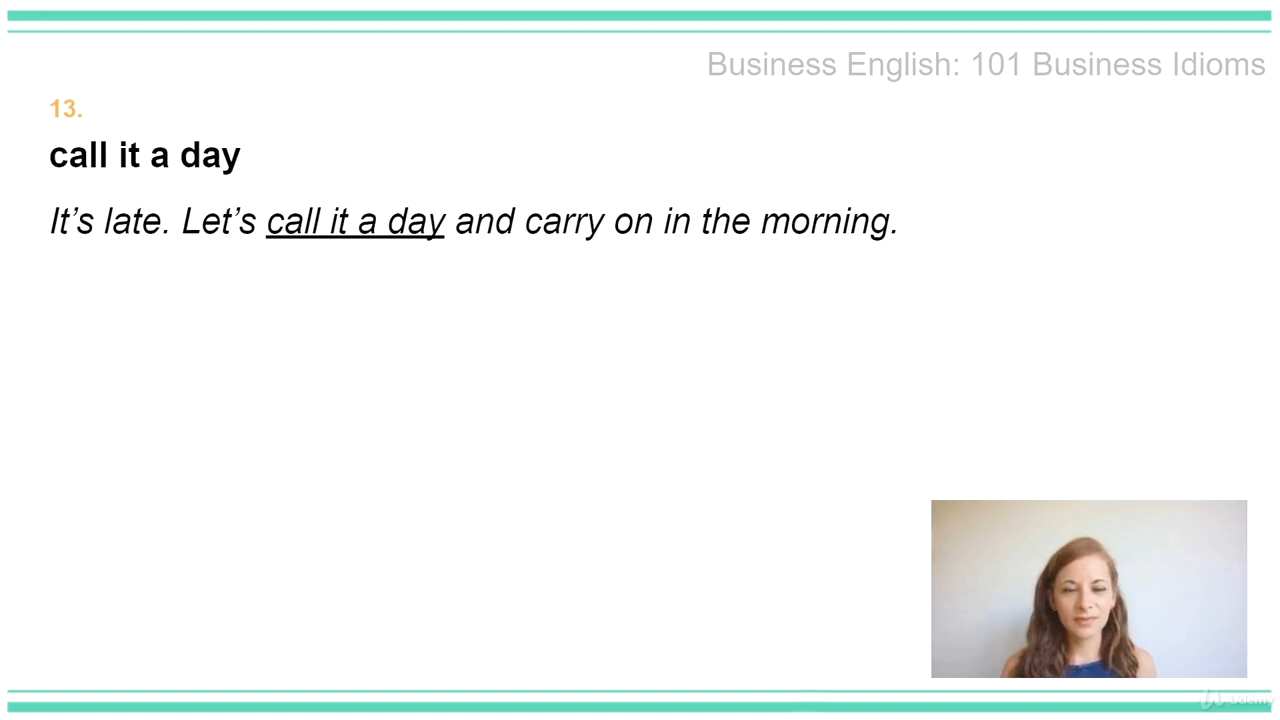 Business English: 101 Business Idioms
13.
call it a day
It’s late. Let’s call it a day and carry on in the morning.
Udemy